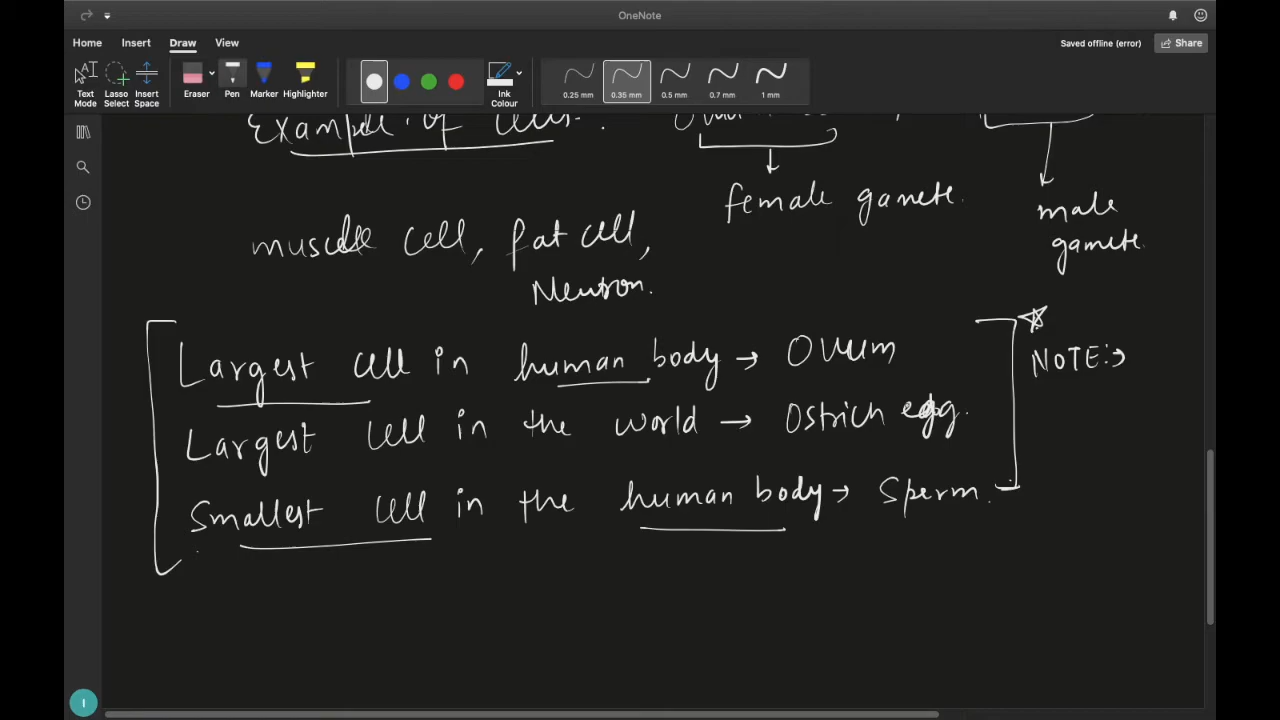 OneNote
Home Insert Draw View
Saved offline (error) Share
Text Mode Lasso Select Insert Space Eraser Pen Marker Highlighter Ink Colour 0.25 mm 0.35 mm 0.5 mm 0.7 mm 1 mm
Example of cells:
female gamete.
male gamete.
muscle cell, fat cell,
Neutron.
NOTE:→
Largest cell in human body → Ovum
Largest cell in the world → Ostrich egg.
Smallest cell in the human body → Sperm.
I